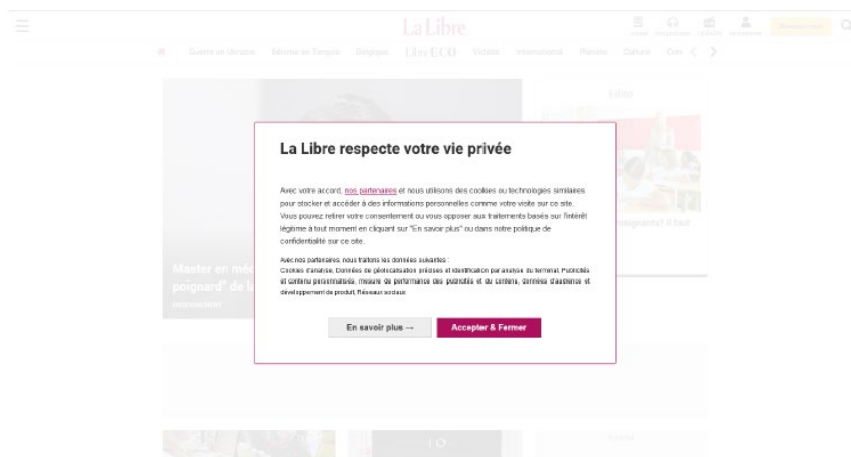 La Libre
Guerre en Ukraine Séisme en Turquie Belgique Libre ECO Vidéos International Planète Culture
Edito
La Libre respecte votre vie privée
Avec votre accord, nos partenaires et nous utilisons des cookies ou technologies similaires
pour stocker et accéder à des informations personnelles comme votre visite sur ce site.
Vous pouvez retirer votre consentement ou vous opposer aux traitements basés sur l'intérêt
légitime à tout moment en cliquant sur "En savoir plus" ou dans notre politique de
confidentialité sur ce site.
Avec nos partenaires, nous traitons les données suivantes :
Cookies d'analyse, Données de géolocalisation précises et identification par analyse du terminal, Publicités
et contenu personnalisés, mesure de performance des publicités et du contenu, données d'audience et
développement de produit, Réseaux sociaux
En savoir plus → Accepter & Fermer
Master en
poignard" de